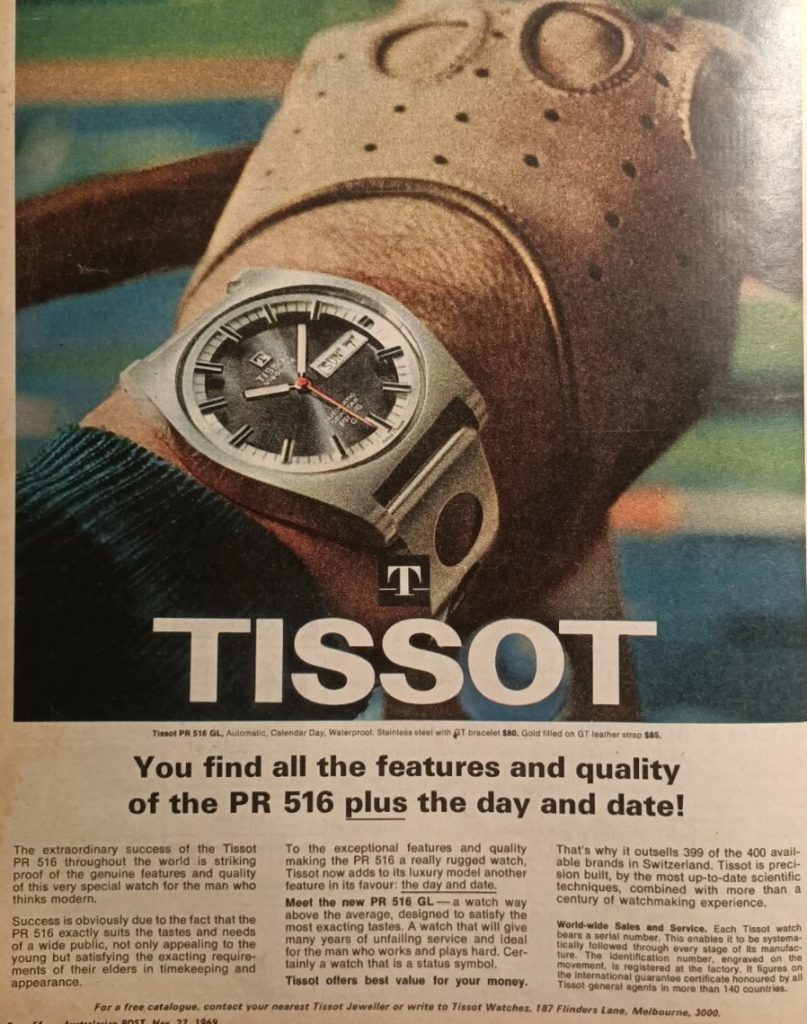 T
TISSOT
SUN 7
T
TISSOT
Tissot PR 516 GL, Automatic, Calendar Day, Waterproof. Stainless steel with GT bracelet $80. Gold filled on GT leather strap $85.
You find all the features and quality
of the PR 516 plus the day and date!
The extraordinary success of the Tissot
PR 516 throughout the world is striking
proof of the genuine features and quality
of this very special watch for the man who
thinks modern.
Success is obviously due to the fact that the
PR 516 exactly suits the tastes and needs
of a wide public, not only appealing to the
young but satisfying the exacting require-
ments of their elders in timekeeping and
appearance.
To the exceptional features and quality
making the PR 516 a really rugged watch,
Tissot now adds to its luxury model another
feature in its favour: the day and date.
Meet the new PR 516 GL — a watch way
above the average, designed to satisfy the
most exacting tastes. A watch that will give
many years of unfailing service and ideal
for the man who works and plays hard. Cer-
tainly a watch that is a status symbol.
Tissot offers best value for your money.
That's why it outsells 399 of the 400 avail-
able brands in Switzerland. Tissot is preci-
sion built, by the most up-to-date scientific
techniques, combined with more than a
century of watchmaking experience.
World-wide Sales and Service. Each Tissot watch
bears a serial number. This enables it to be systema-
tically followed through every stage of its manufac-
ture. The identification number, engraved on the
movement, is registered at the factory. It figures on
the international guarantee certificate honoured by all
Tissot general agents in more than 140 countries.
For a free catalogue, contact your nearest Tissot Jeweller or write to Tissot Watches, 187 Flinders Lane, Melbourne, 3000.
56 Australasian POST, Nov. 27, 1969